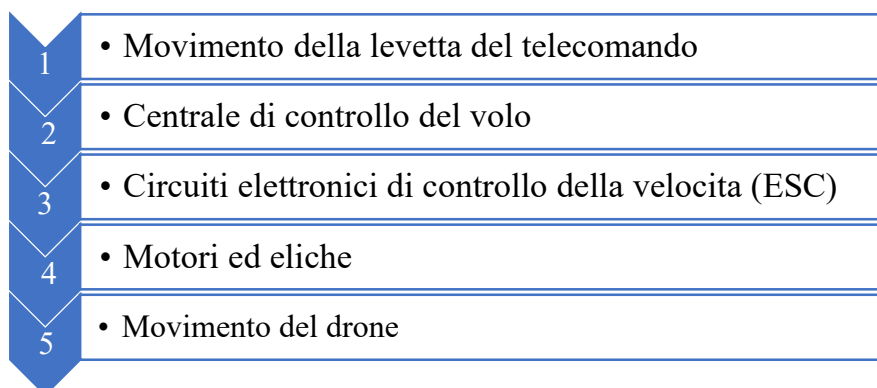 1
• Movimento della levetta del telecomando
2
• Centrale di controllo del volo
3
• Circuiti elettronici di controllo della velocita (ESC)
4
• Motori ed eliche
5
• Movimento del drone